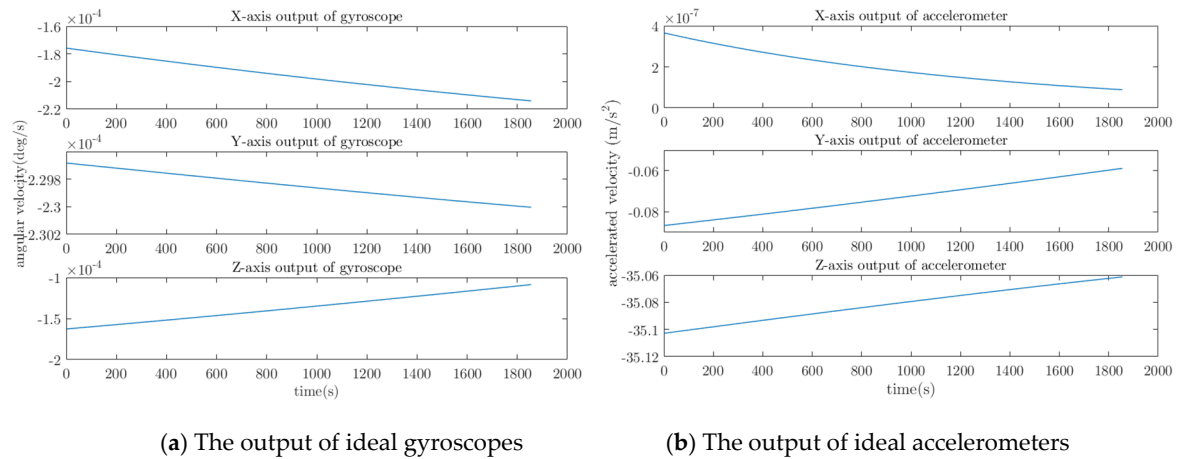 ×10⁻⁴
X-axis output of gyroscope
-1.6
-1.8
-2
-2.2
0 200 400 600 800 1000 1200 1400 1600 1800 2000
×10⁻⁴
Y-axis output of gyroscope
-2.298
-2.3
-2.302
0 200 400 600 800 1000 1200 1400 1600 1800 2000
×10⁻⁴
Z-axis output of gyroscope
-1
-1.5
-2
0 200 400 600 800 1000 1200 1400 1600 1800 2000
time(s)
angular velocity(deg/s)
×10⁻⁷
X-axis output of accelerometer
4
2
0
0 200 400 600 800 1000 1200 1400 1600 1800 2000
Y-axis output of accelerometer
-0.06
-0.08
0 200 400 600 800 1000 1200 1400 1600 1800 2000
Z-axis output of accelerometer
-35.06
-35.08
-35.1
-35.12
0 200 400 600 800 1000 1200 1400 1600 1800 2000
time(s)
accelerated velocity (m/s²)
(a) The output of ideal gyroscopes
(b) The output of ideal accelerometers